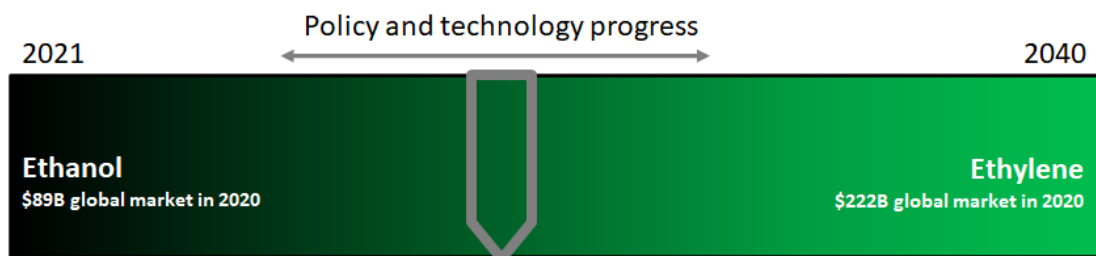 Policy and technology progress
2021
2040
Ethanol
$89B global market in 2020
Ethylene
$222B global market in 2020